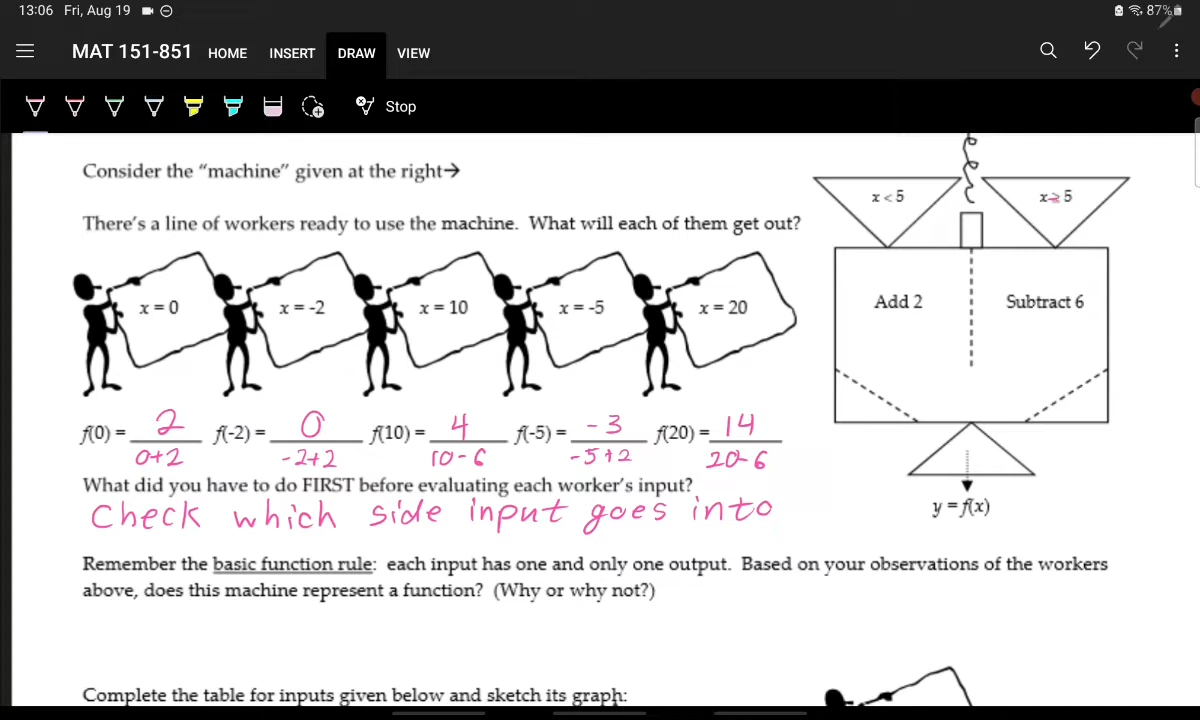 13:06 Fri, Aug 19 87%
MAT 151-851 HOME INSERT DRAW VIEW
Stop
Consider the “machine” given at the right→
There’s a line of workers ready to use the machine. What will each of them get out?
x = 0 x = -2 x = 10 x = -5 x = 20
x < 5 x ≥ 5
Add 2 Subtract 6
f(0) = 2 f(-2) = 0 f(10) = 4 f(-5) = -3 f(20) = 14
0+2 -2+2 10-6 -5+2 20-6
What did you have to do FIRST before evaluating each worker’s input?
Check which side input goes into
y = f(x)
Remember the basic function rule: each input has one and only one output. Based on your observations of the workers
above, does this machine represent a function? (Why or why not?)
Complete the table for inputs given below and sketch its graph: